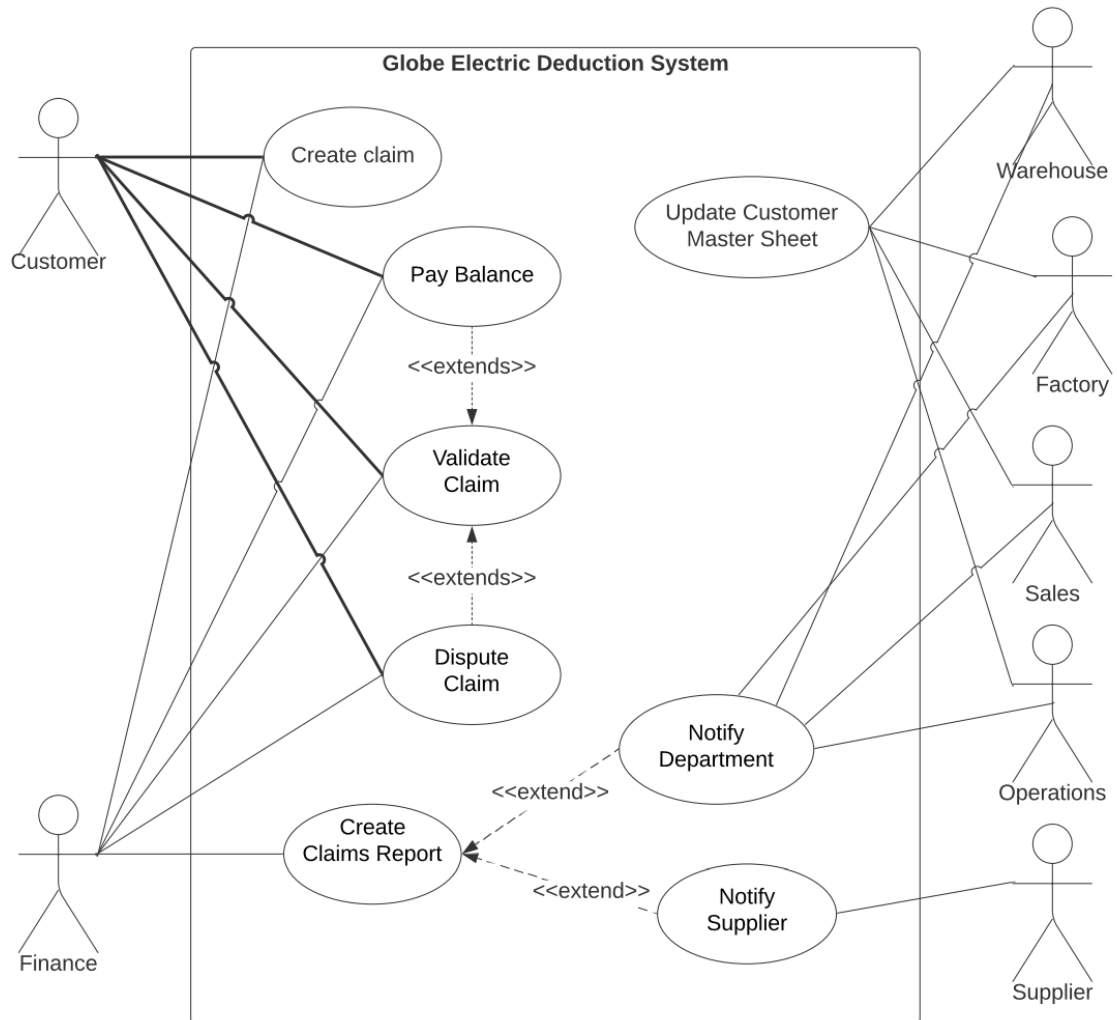 Globe Electric Deduction System
Create claim
Warehouse
Update Customer
Master Sheet
Customer
Pay Balance
Factory
<<extends>>
Validate
Claim
<<extends>>
Sales
Dispute
Claim
Notify
Department
<<extend>>
Operations
Create
Claims Report
<<extend>>
Notify
Supplier
Finance
Supplier